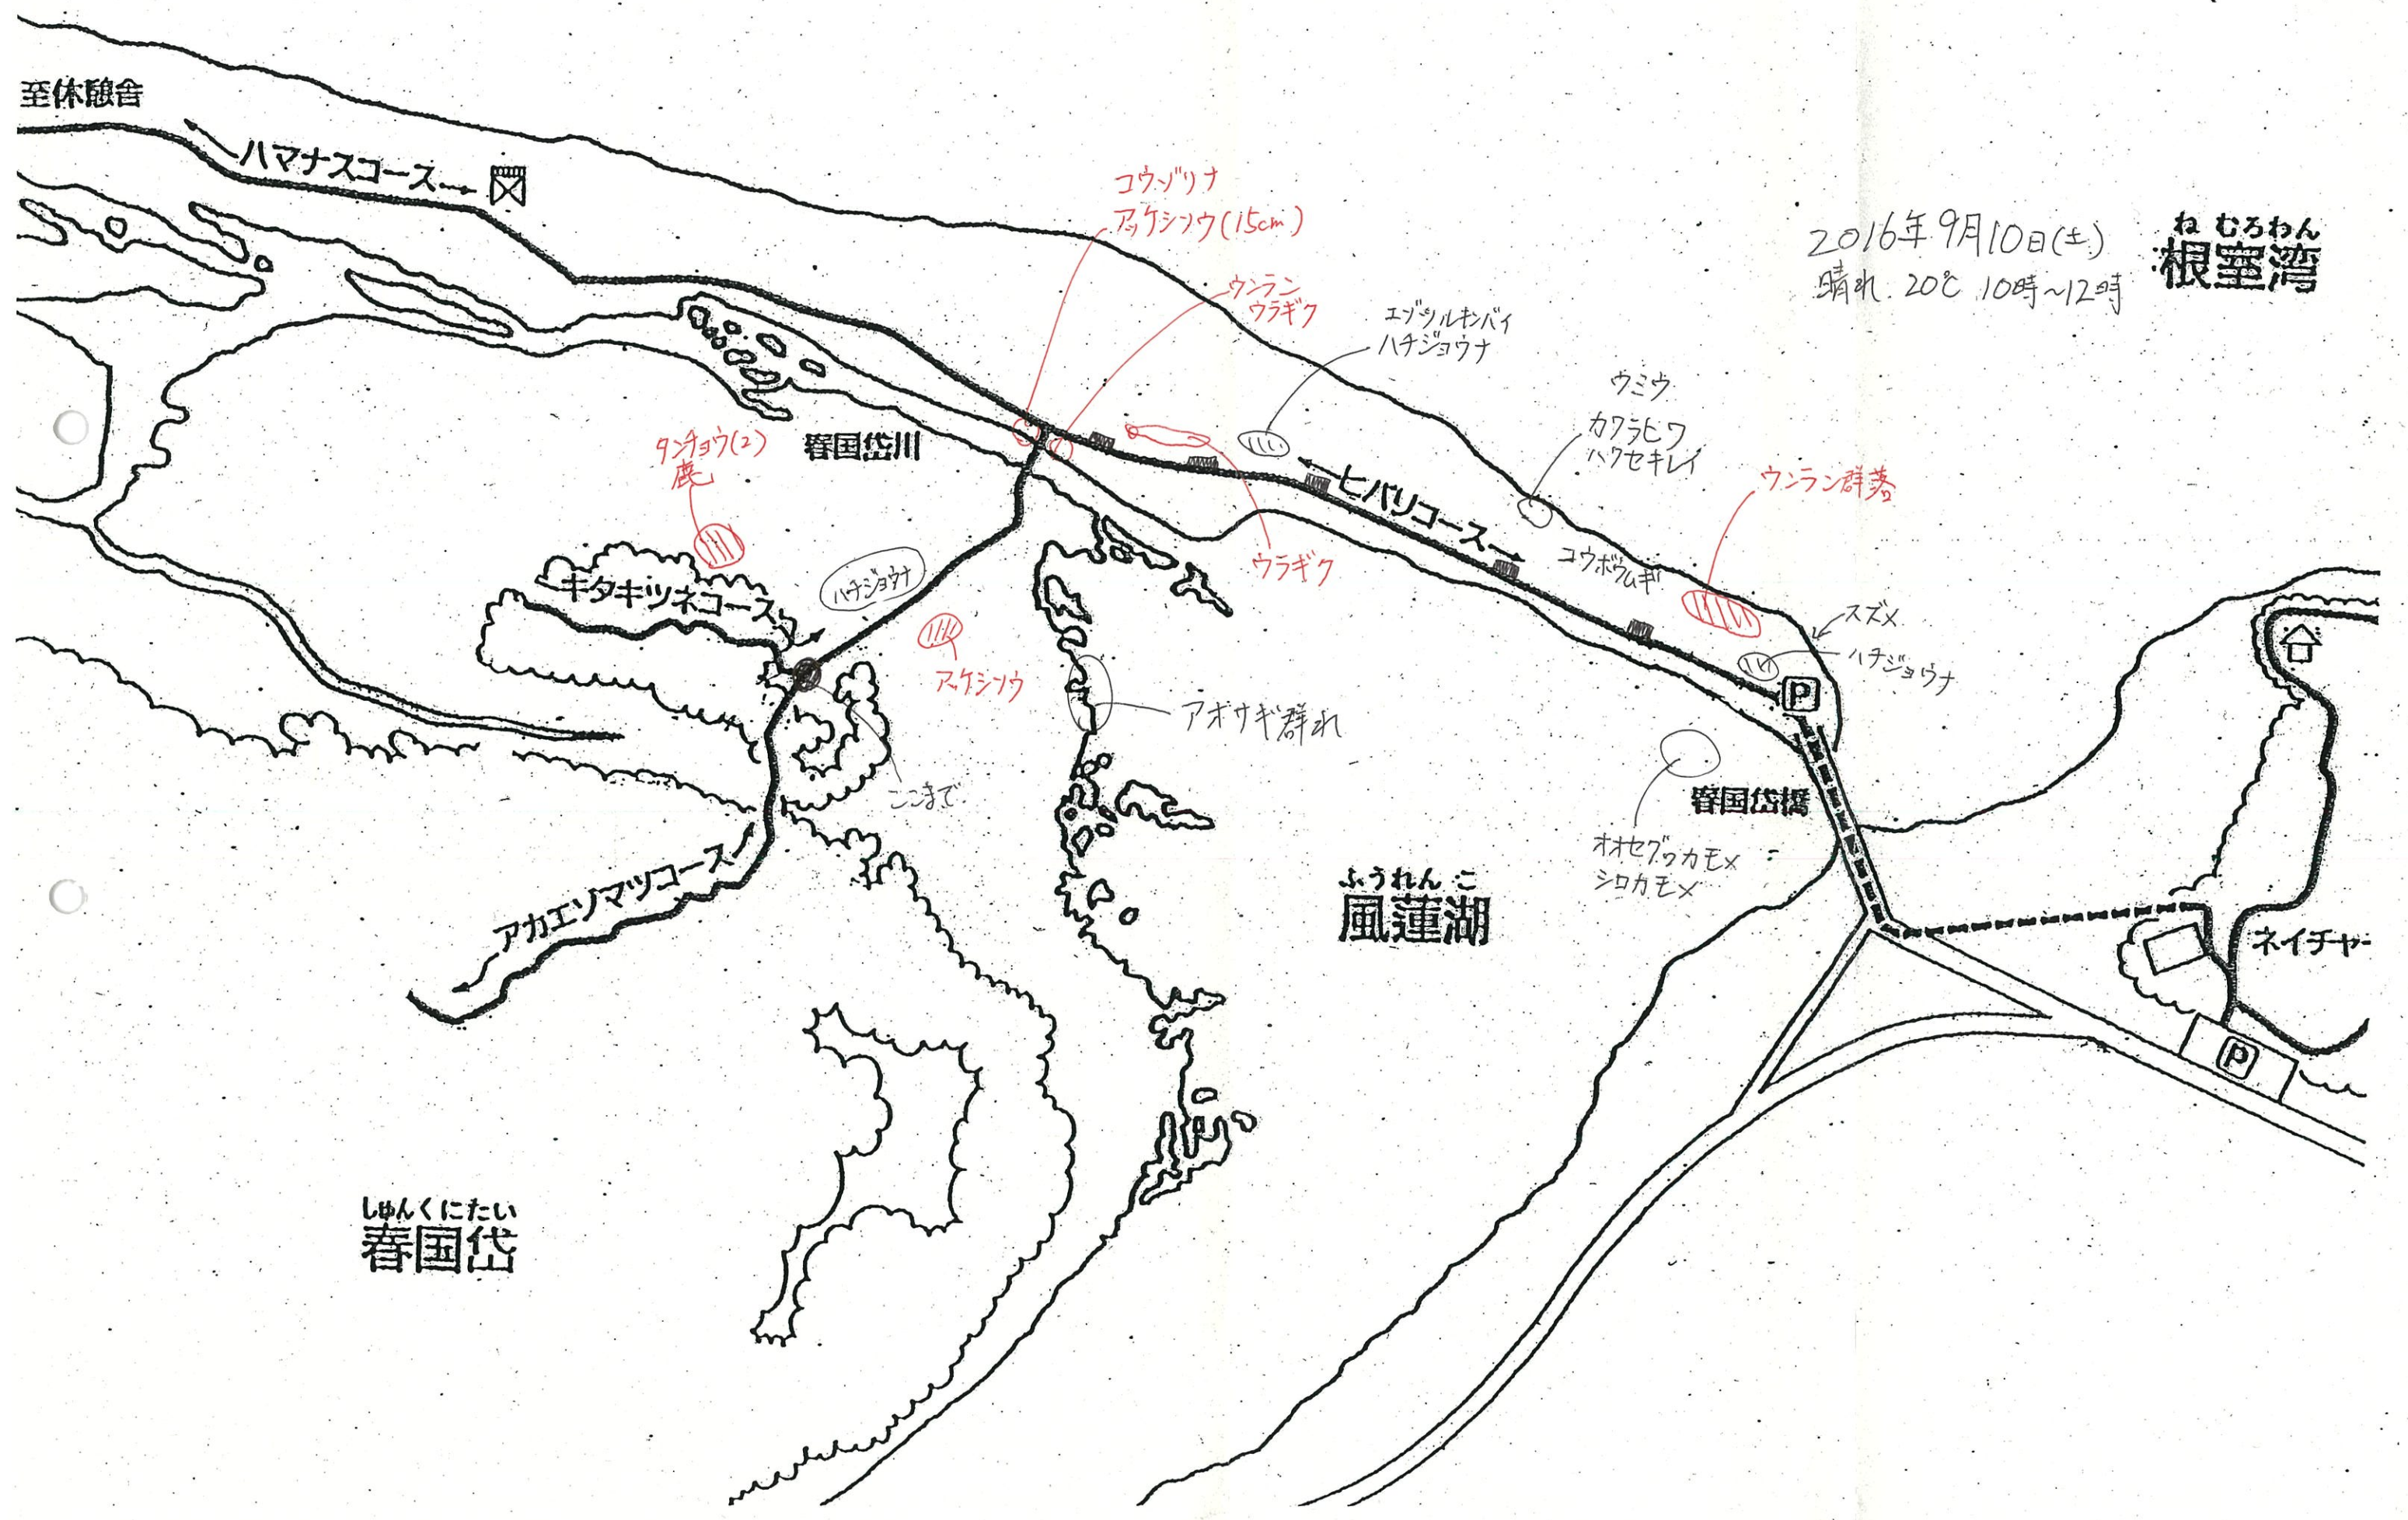 至休憩舎
ハマナスコース
コウゾリナ
アッケシソウ(15cm)
ウンラン
ウラギク
エゾツルキンバイ
ハチジョウナ
2016年9月10日(土)
晴れ 20℃ 10時~12時
ね むろわん
根室湾
ウミウ
カワラヒワ
ハクセキレイ
ウンラン群落
タンチョウ(2)
鹿
春国岱川
ヒバリコース
コウボウムギ
ウラギク
スズメ
ハチジョウナ
P
キタキツネコース
ハチジョウナ
アッケシソウ
アオサギ群れ
ここまで
春国岱橋
オオセグロカモメ
シロカモメ
アカエゾマツコース
ふうれん こ
風蓮湖
ネイチャー
P
しゅんくにたい
春国岱